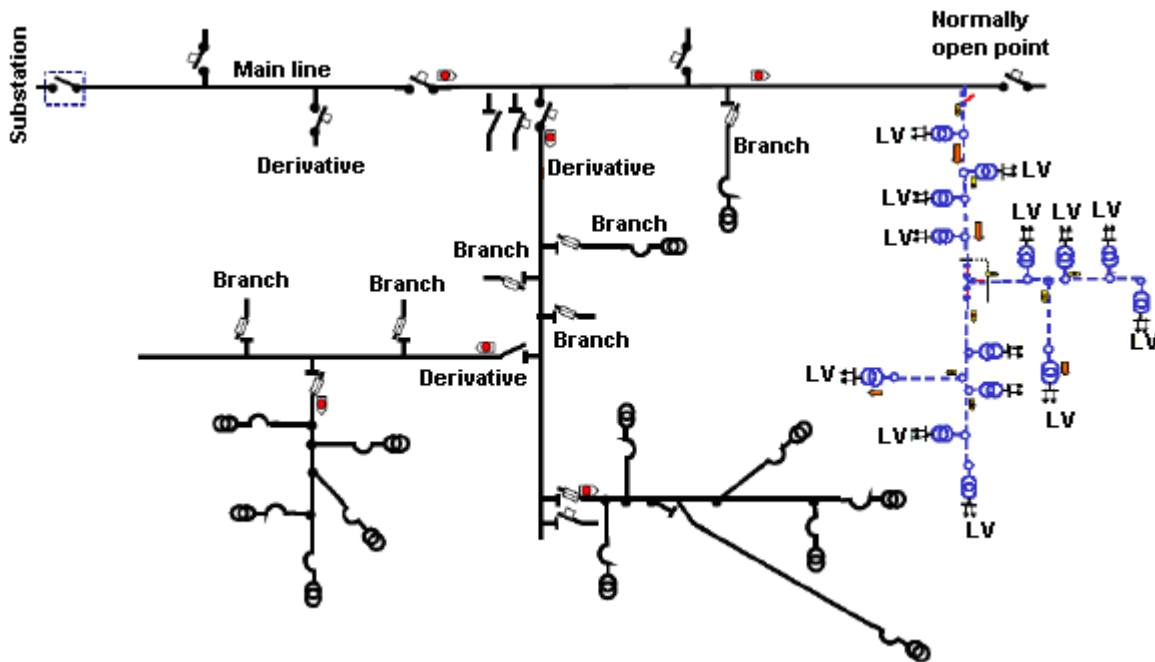 Substation
Main line
Normally
open point
Derivative
Derivative
Branch
LV
LV
LV
LV
LV
LV
LV
Branch
Branch
Branch
Branch
Branch
Derivative
LV
LV
LV
LV
LV